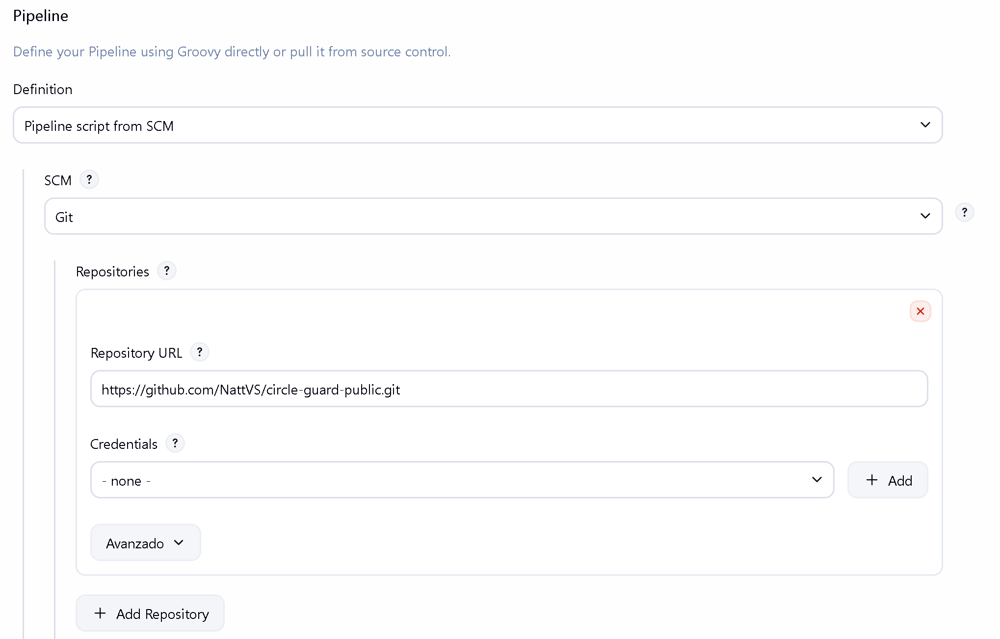 Pipeline
Define your Pipeline using Groovy directly or pull it from source control.
Definition
Pipeline script from SCM
SCM ?
Git
?
Repositories ?
Repository URL ?
https://github.com/NattVS/circle-guard-public.git
Credentials ?
- none -
+ Add
Avanzado
+ Add Repository